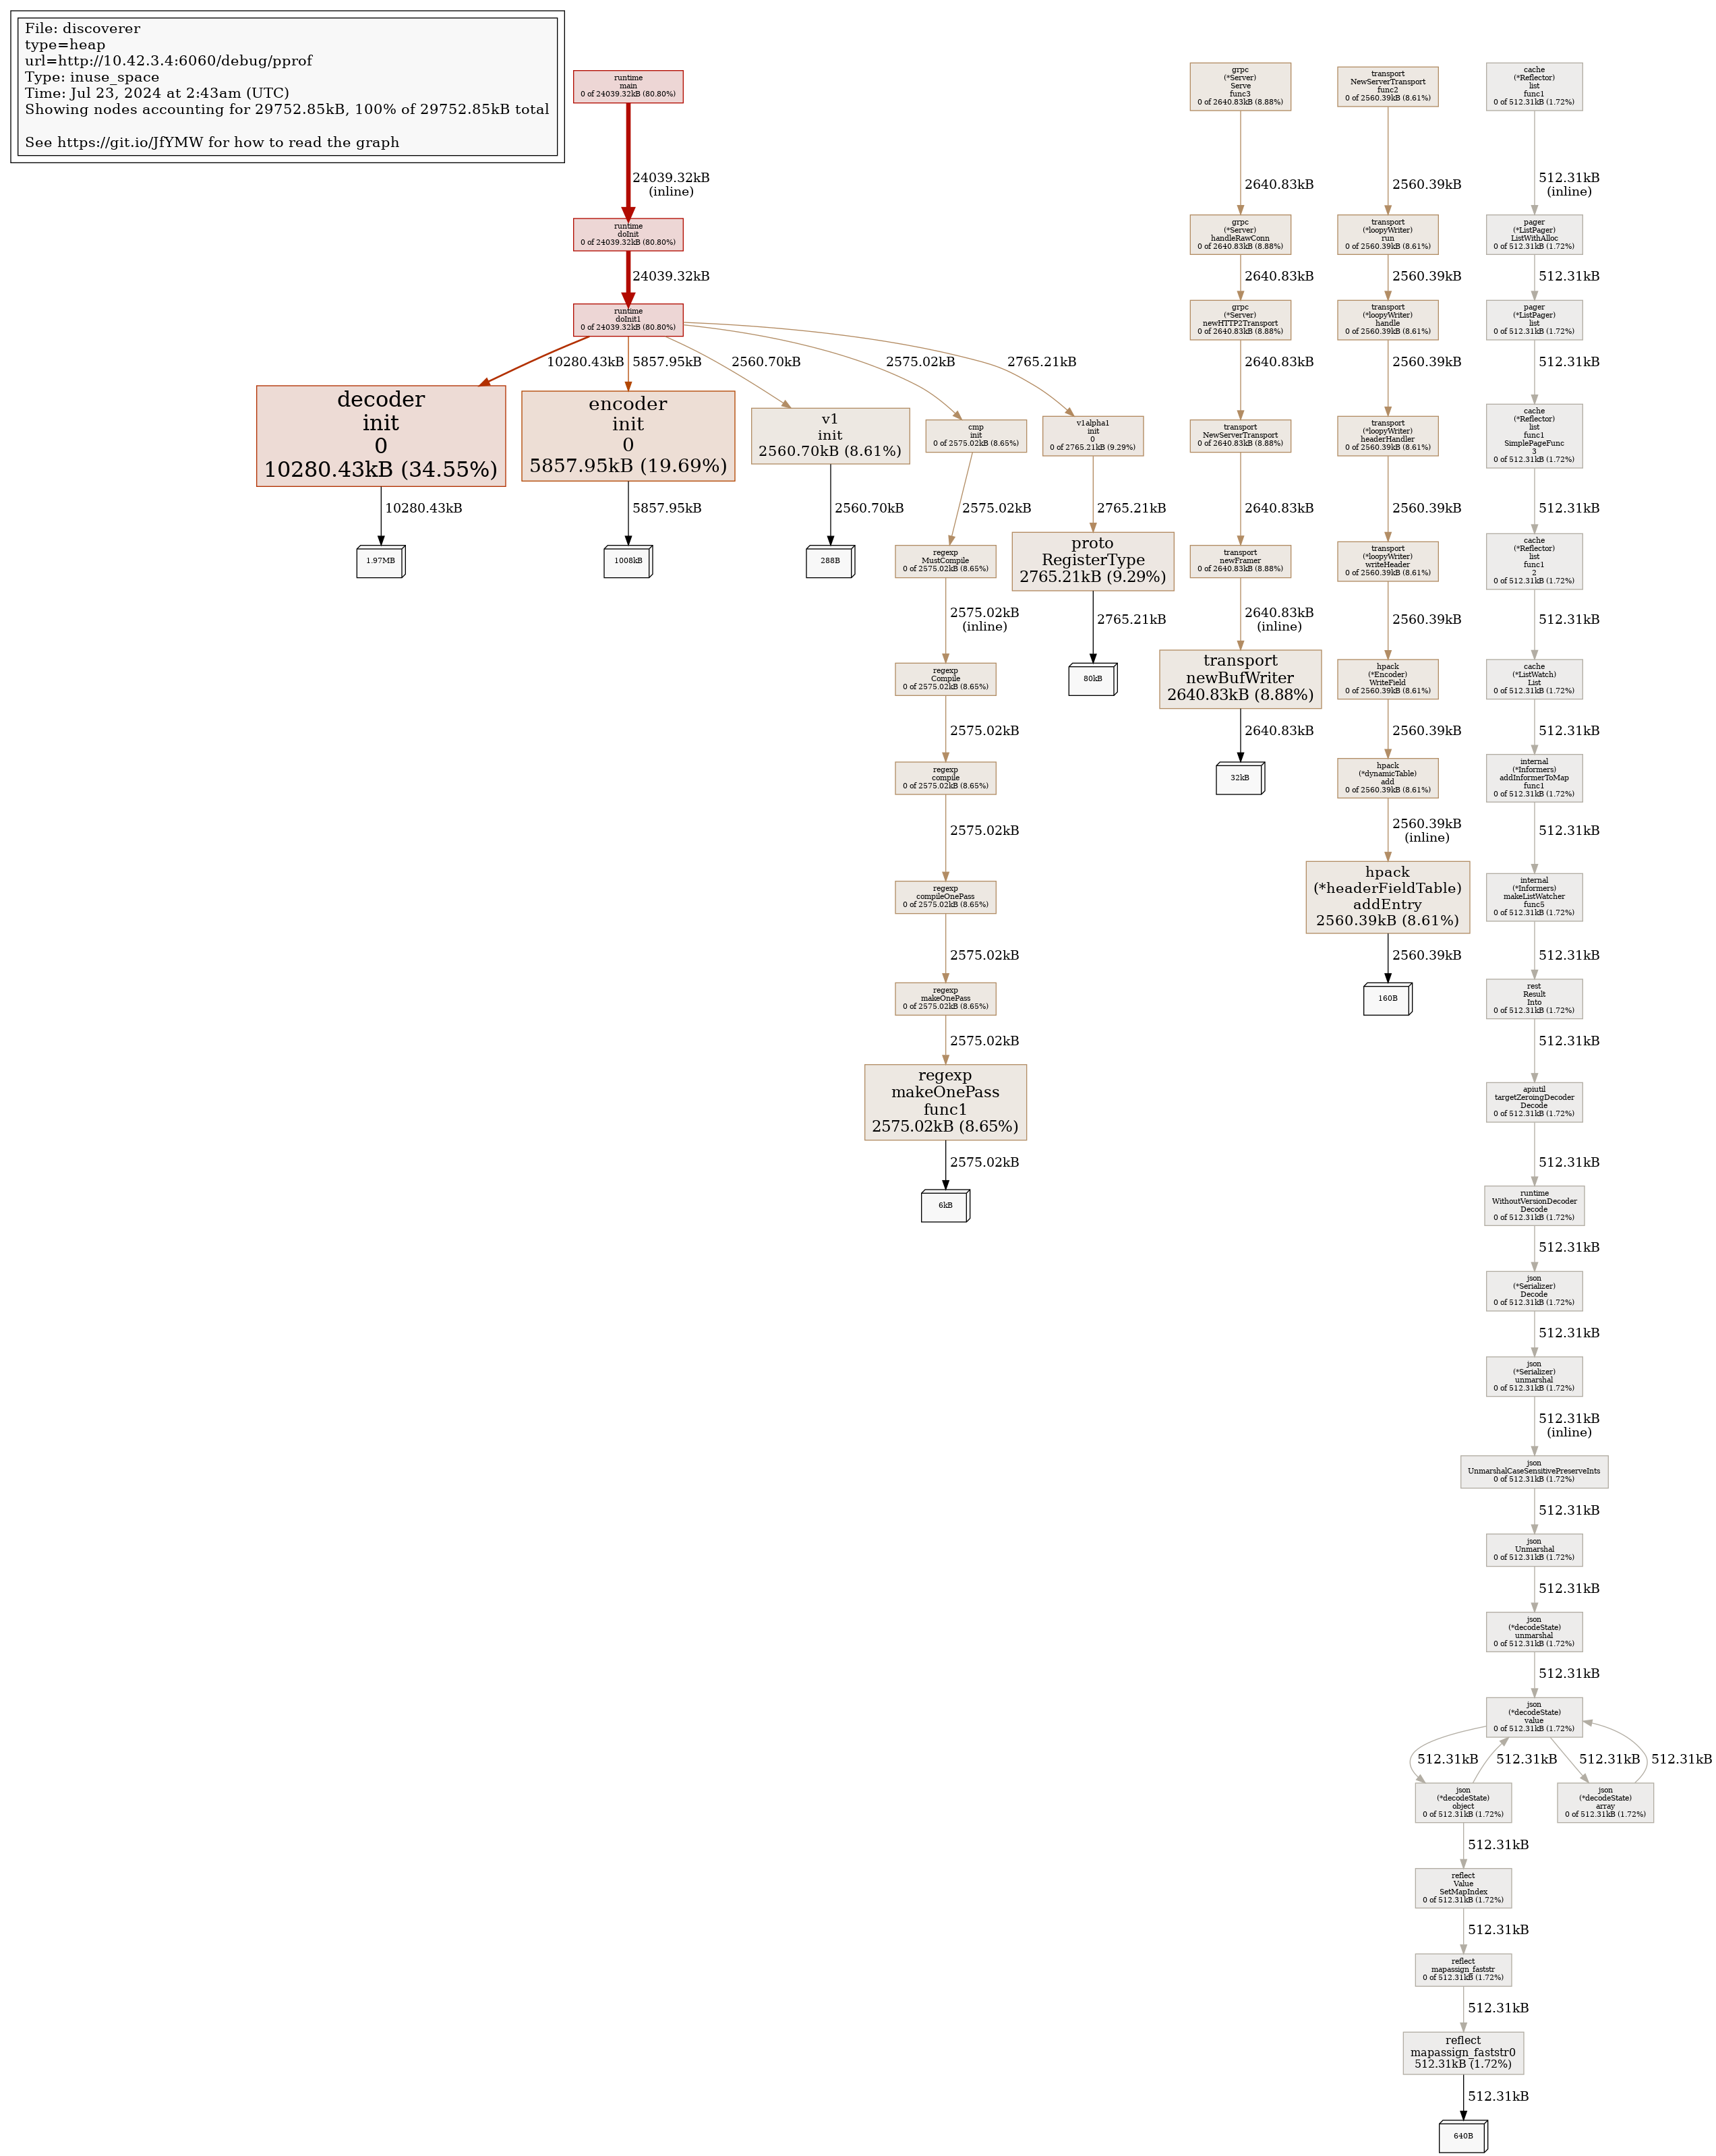 File: discoverer
type=heap
url=http://10.42.3.4:6060/debug/pprof
Type: inuse_space
Time: Jul 23, 2024 at 2:43am (UTC)
Showing nodes accounting for 29752.85kB, 100% of 29752.85kB total
See https://git.io/JfYMW for how to read the graph
runtime
main
0 of 24039.32kB (80.80%)
24039.32kB
(inline)
runtime
doInit
0 of 24039.32kB (80.80%)
24039.32kB
runtime
doInit1
0 of 24039.32kB (80.80%)
10280.43kB
5857.95kB
2560.70kB
2575.02kB
2765.21kB
decoder
init
0
10280.43kB (34.55%)
10280.43kB
1.97MB
encoder
init
0
5857.95kB (19.69%)
5857.95kB
1008kB
v1
init
2560.70kB (8.61%)
2560.70kB
288B
cmp
init
0 of 2575.02kB (8.65%)
2575.02kB
regexp
MustCompile
0 of 2575.02kB (8.65%)
2575.02kB
(inline)
regexp
Compile
0 of 2575.02kB (8.65%)
2575.02kB
regexp
compile
0 of 2575.02kB (8.65%)
2575.02kB
regexp
compileOnePass
0 of 2575.02kB (8.65%)
2575.02kB
regexp
makeOnePass
0 of 2575.02kB (8.65%)
2575.02kB
regexp
makeOnePass
func1
2575.02kB (8.65%)
2575.02kB
6kB
v1alpha1
init
0
0 of 2765.21kB (9.29%)
2765.21kB
proto
RegisterType
2765.21kB (9.29%)
2765.21kB
80kB
grpc
(*Server)
Serve
func3
0 of 2640.83kB (8.88%)
2640.83kB
grpc
(*Server)
handleRawConn
0 of 2640.83kB (8.88%)
2640.83kB
grpc
(*Server)
newHTTP2Transport
0 of 2640.83kB (8.88%)
2640.83kB
transport
NewServerTransport
0 of 2640.83kB (8.88%)
2640.83kB
transport
newFramer
0 of 2640.83kB (8.88%)
2640.83kB
(inline)
transport
newBufWriter
2640.83kB (8.88%)
2640.83kB
32kB
transport
NewServerTransport
func2
0 of 2560.39kB (8.61%)
2560.39kB
transport
(*loopyWriter)
run
0 of 2560.39kB (8.61%)
2560.39kB
transport
(*loopyWriter)
handle
0 of 2560.39kB (8.61%)
2560.39kB
transport
(*loopyWriter)
headerHandler
0 of 2560.39kB (8.61%)
2560.39kB
transport
(*loopyWriter)
writeHeader
0 of 2560.39kB (8.61%)
2560.39kB
hpack
(*Encoder)
WriteField
0 of 2560.39kB (8.61%)
2560.39kB
hpack
(*dynamicTable)
add
0 of 2560.39kB (8.61%)
2560.39kB
(inline)
hpack
(*headerFieldTable)
addEntry
2560.39kB (8.61%)
2560.39kB
160B
cache
(*Reflector)
list
func1
0 of 512.31kB (1.72%)
512.31kB
(inline)
pager
(*ListPager)
ListWithAlloc
0 of 512.31kB (1.72%)
512.31kB
pager
(*ListPager)
list
0 of 512.31kB (1.72%)
512.31kB
cache
(*Reflector)
list
func1
SimplePageFunc
3
0 of 512.31kB (1.72%)
512.31kB
cache
(*Reflector)
list
func1
2
0 of 512.31kB (1.72%)
512.31kB
cache
(*ListWatch)
List
0 of 512.31kB (1.72%)
512.31kB
internal
(*Informers)
addInformerToMap
func1
0 of 512.31kB (1.72%)
512.31kB
internal
(*Informers)
makeListWatcher
func5
0 of 512.31kB (1.72%)
512.31kB
rest
Result
Into
0 of 512.31kB (1.72%)
512.31kB
apiutil
targetZeroingDecoder
Decode
0 of 512.31kB (1.72%)
512.31kB
runtime
WithoutVersionDecoder
Decode
0 of 512.31kB (1.72%)
512.31kB
json
(*Serializer)
Decode
0 of 512.31kB (1.72%)
512.31kB
json
(*Serializer)
unmarshal
0 of 512.31kB (1.72%)
512.31kB
(inline)
json
UnmarshalCaseSensitivePreserveInts
0 of 512.31kB (1.72%)
512.31kB
json
Unmarshal
0 of 512.31kB (1.72%)
512.31kB
json
(*decodeState)
unmarshal
0 of 512.31kB (1.72%)
512.31kB
json
(*decodeState)
value
0 of 512.31kB (1.72%)
512.31kB
512.31kB
512.31kB
512.31kB
json
(*decodeState)
object
0 of 512.31kB (1.72%)
json
(*decodeState)
array
0 of 512.31kB (1.72%)
512.31kB
reflect
Value
SetMapIndex
0 of 512.31kB (1.72%)
512.31kB
reflect
mapassign_faststr
0 of 512.31kB (1.72%)
512.31kB
reflect
mapassign_faststr0
512.31kB (1.72%)
512.31kB
640B